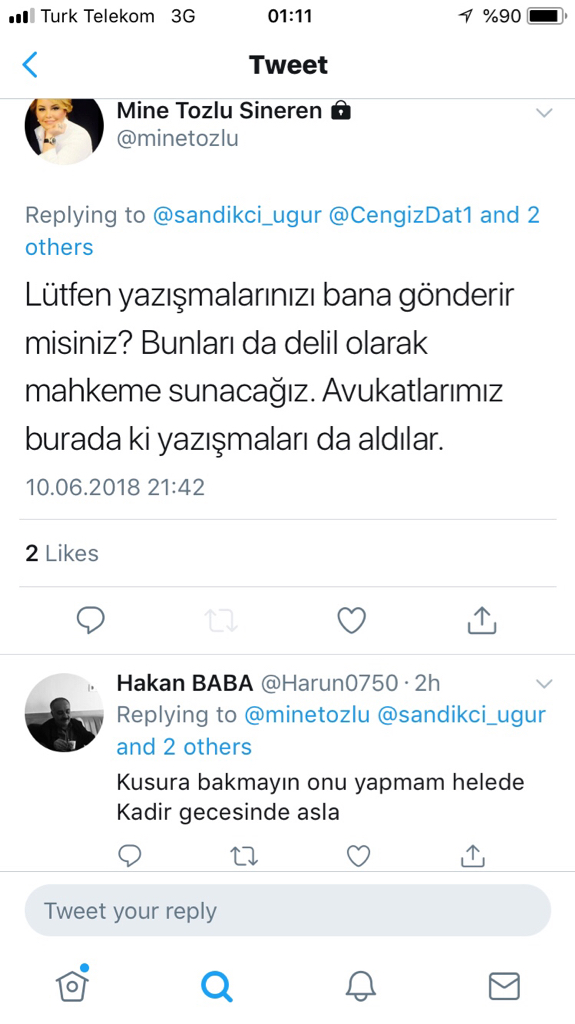 Turk Telekom 3G 01:11 %90
Tweet
Mine Tozlu Sineren
@minetozlu
Replying to @sandikci_ugur @CengizDat1 and 2
others
Lütfen yazışmalarınızı bana gönderir
misiniz? Bunları da delil olarak
mahkeme sunacağız. Avukatlarımız
burada ki yazışmaları da aldılar.
10.06.2018 21:42
2 Likes
Hakan BABA @Harun0750 · 2h
Replying to @minetozlu @sandikci_ugur
and 2 others
Kusura bakmayın onu yapmam helede
Kadir gecesinde asla
Tweet your reply